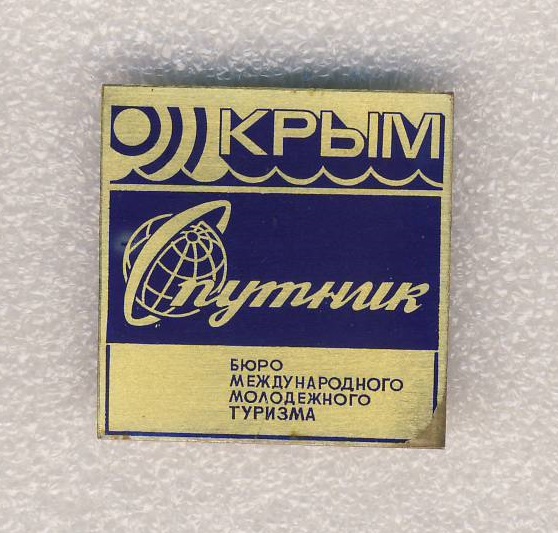 КРЫМ
Спутник
БЮРО
МЕЖДУНАРОДНОГО
МОЛОДЕЖНОГО
ТУРИЗМА